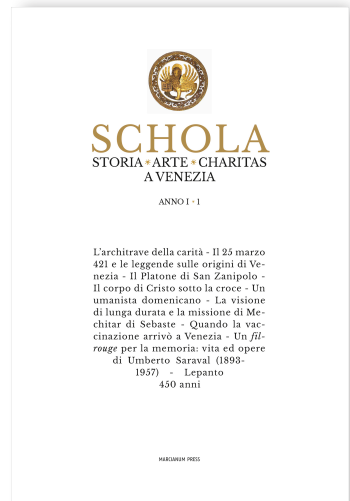 SCHOLA
STORIA * ARTE * CHARITAS
A VENEZIA
ANNO I - 1
L'architrave della carità - Il 25 marzo
421 e le leggende sulle origini di Ve-
nezia - Il Platone di San Zanipolo -
Il corpo di Cristo sotto la croce - Un
umanista domenicano - La visione
di lunga durata e la missione di Me-
chitar di Sebaste - Quando la vac-
cinazione arrivò a Venezia - Un fil-
rouge per la memoria: vita ed opere
di Umberto Saraval (1893-
1957) - Lepanto
450 anni
MARCIANUM PRESS